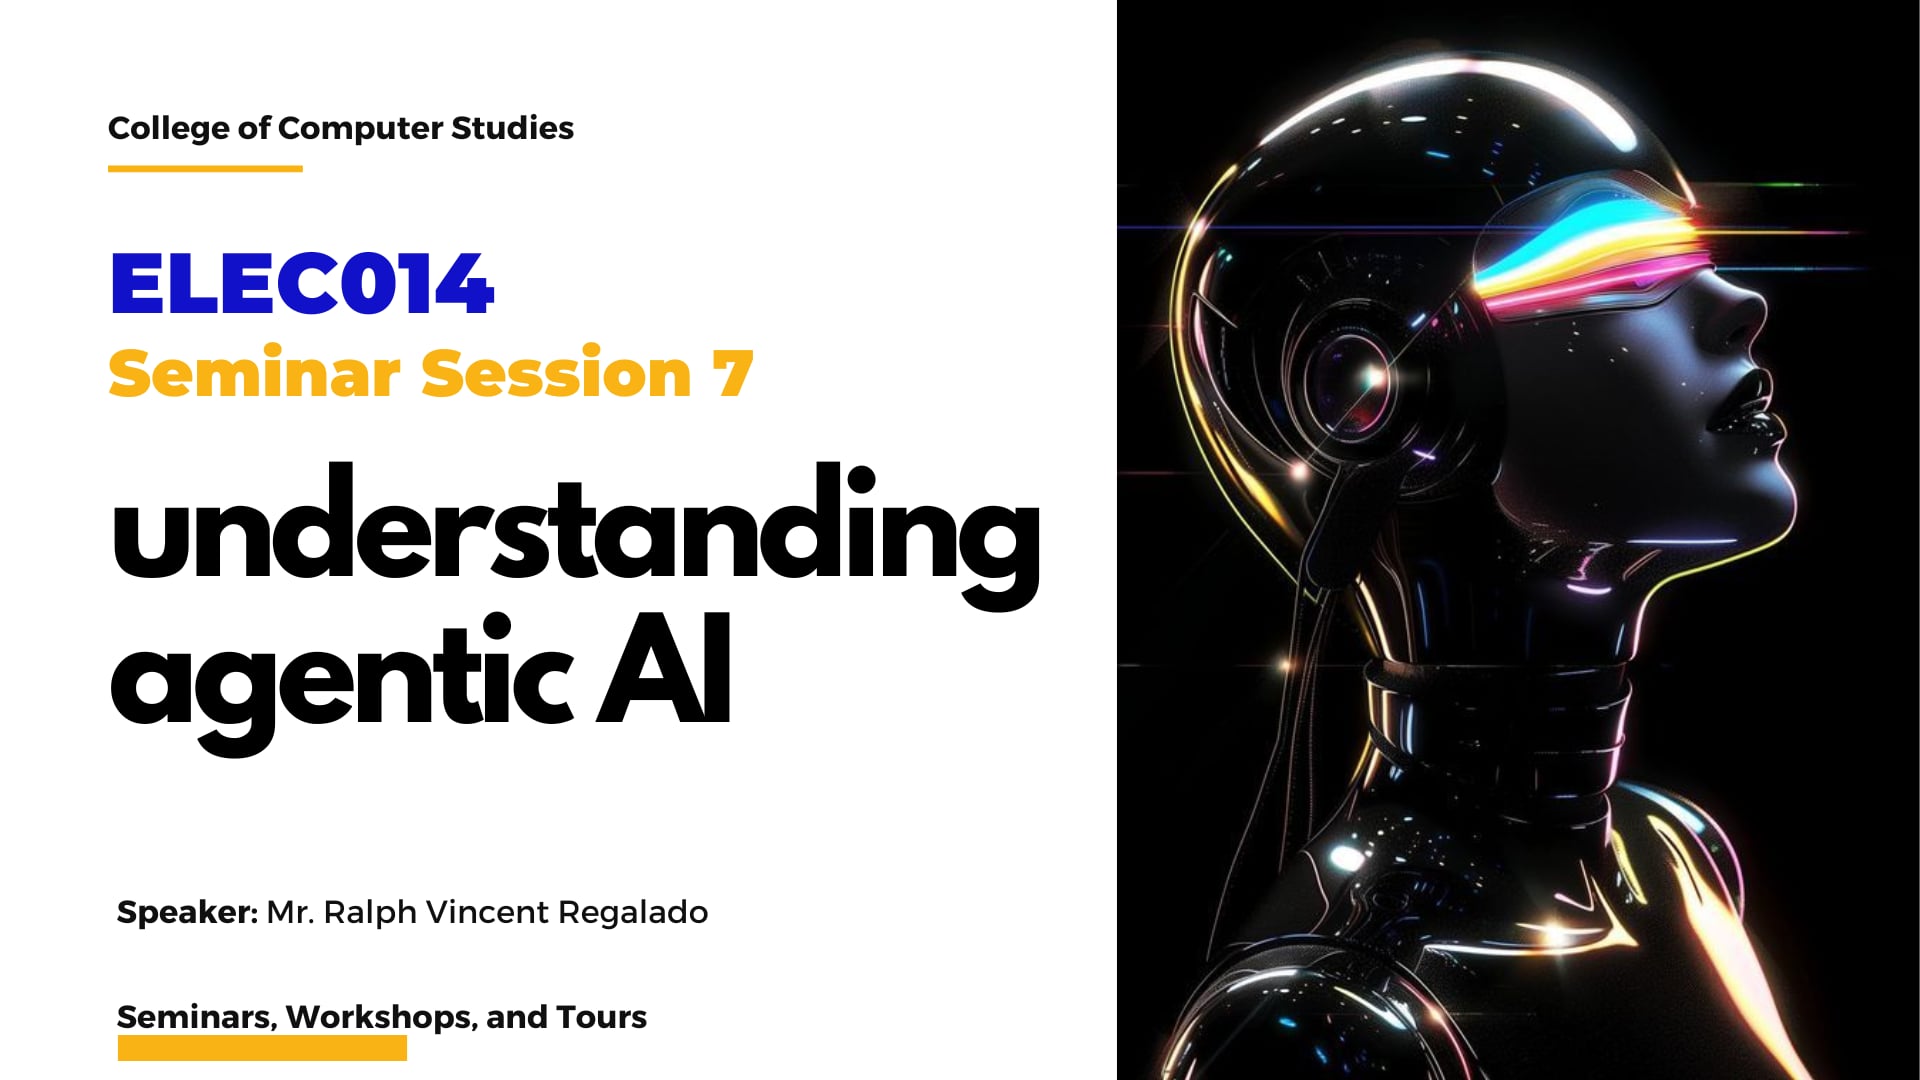 College of Computer Studies
ELEC014
Seminar Session 7
understanding
agentic AI
Speaker: Mr. Ralph Vincent Regalado
Seminars, Workshops, and Tours